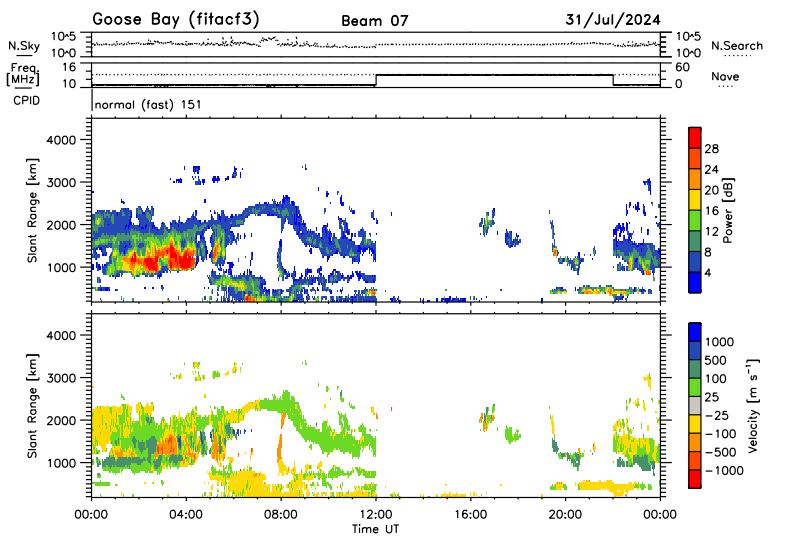 Goose Bay (fitacf3) Beam 07 31/Jul/2024
N.Sky 10^5 10^0 10^5 10^0 N.Search
Freq. [MHz] 16 10 60 0 Nave
CPID normal (fast) 151
Slant Range [km] 4000 3000 2000 1000
Power [dB] 28 24 20 16 12 8 4
Slant Range [km] 4000 3000 2000 1000
Velocity [m s⁻¹] 1000 500 100 25 −25 −100 −500 −1000
00:00 04:00 08:00 12:00 16:00 20:00 00:00
Time UT